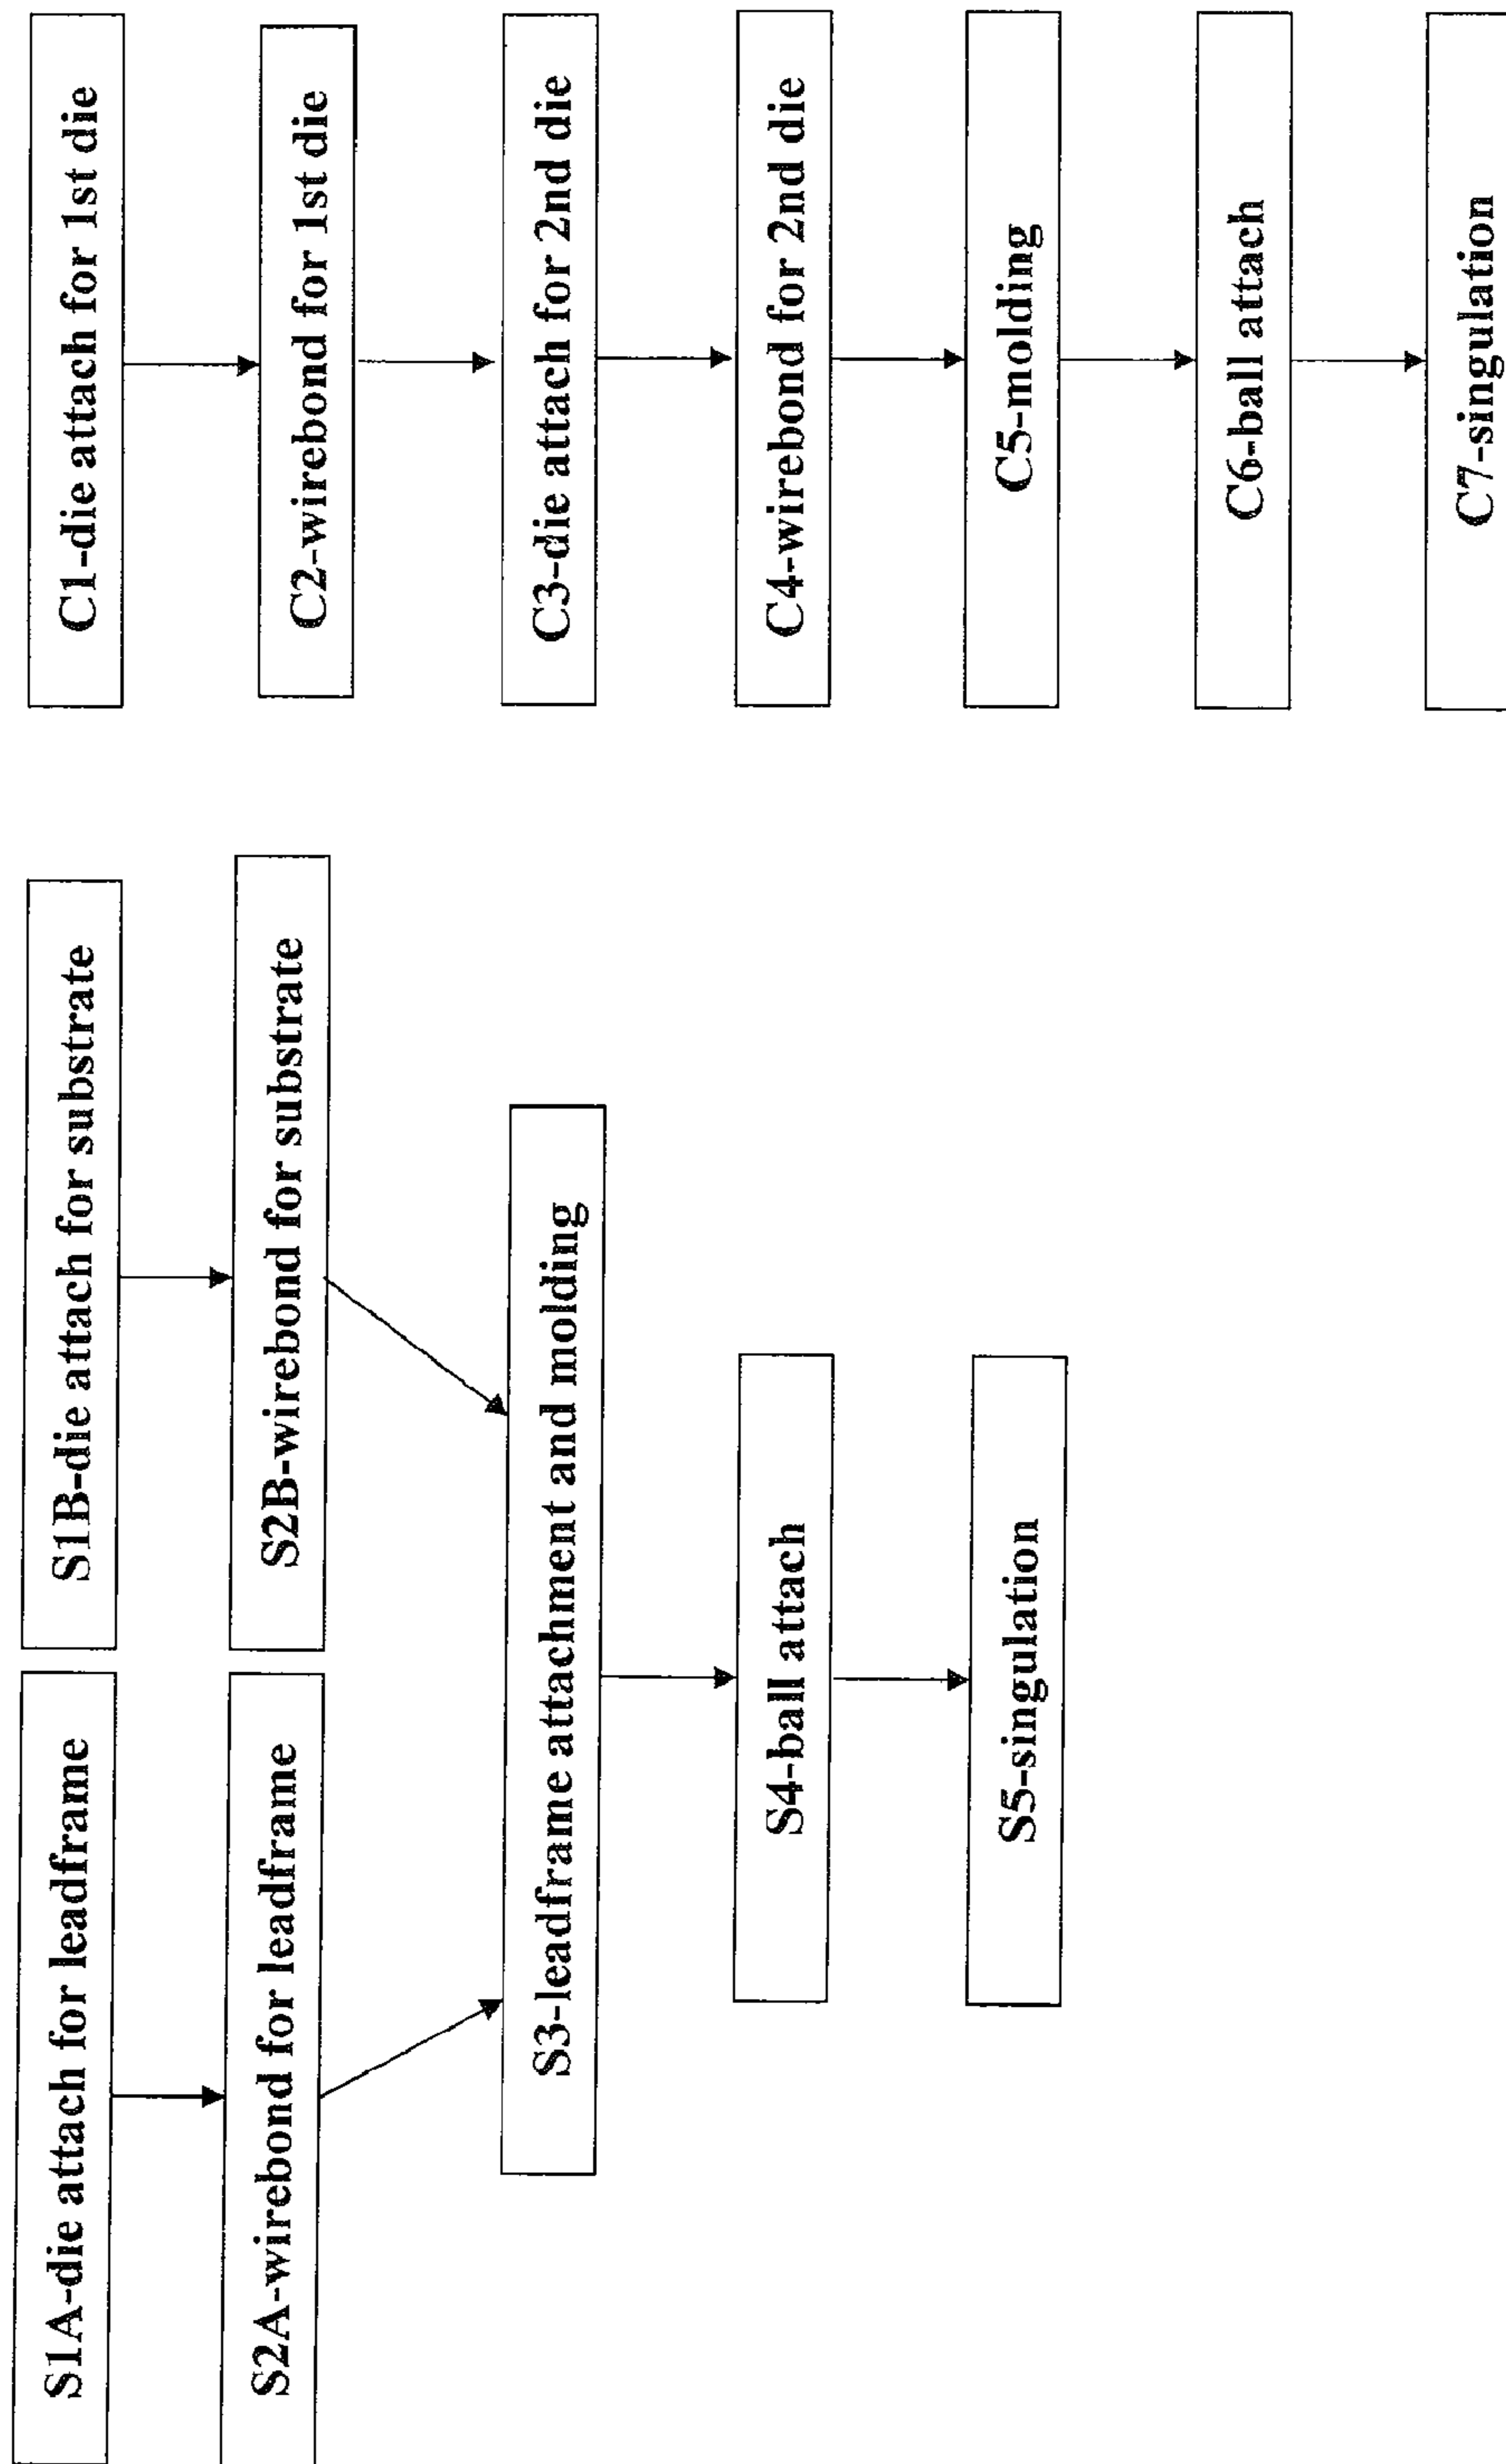 S1A-die attach for leadframe
S2A-wirebond for leadframe
S1B-die attach for substrate
S2B-wirebond for substrate
S3-leadframe attachment and molding
S4-ball attach
S5-singulation
C1-die attach for 1st die
C2-wirebond for 1st die
C3-die attach for 2nd die
C4-wirebond for 2nd die
C5-molding
C6-ball attach
C7-singulation